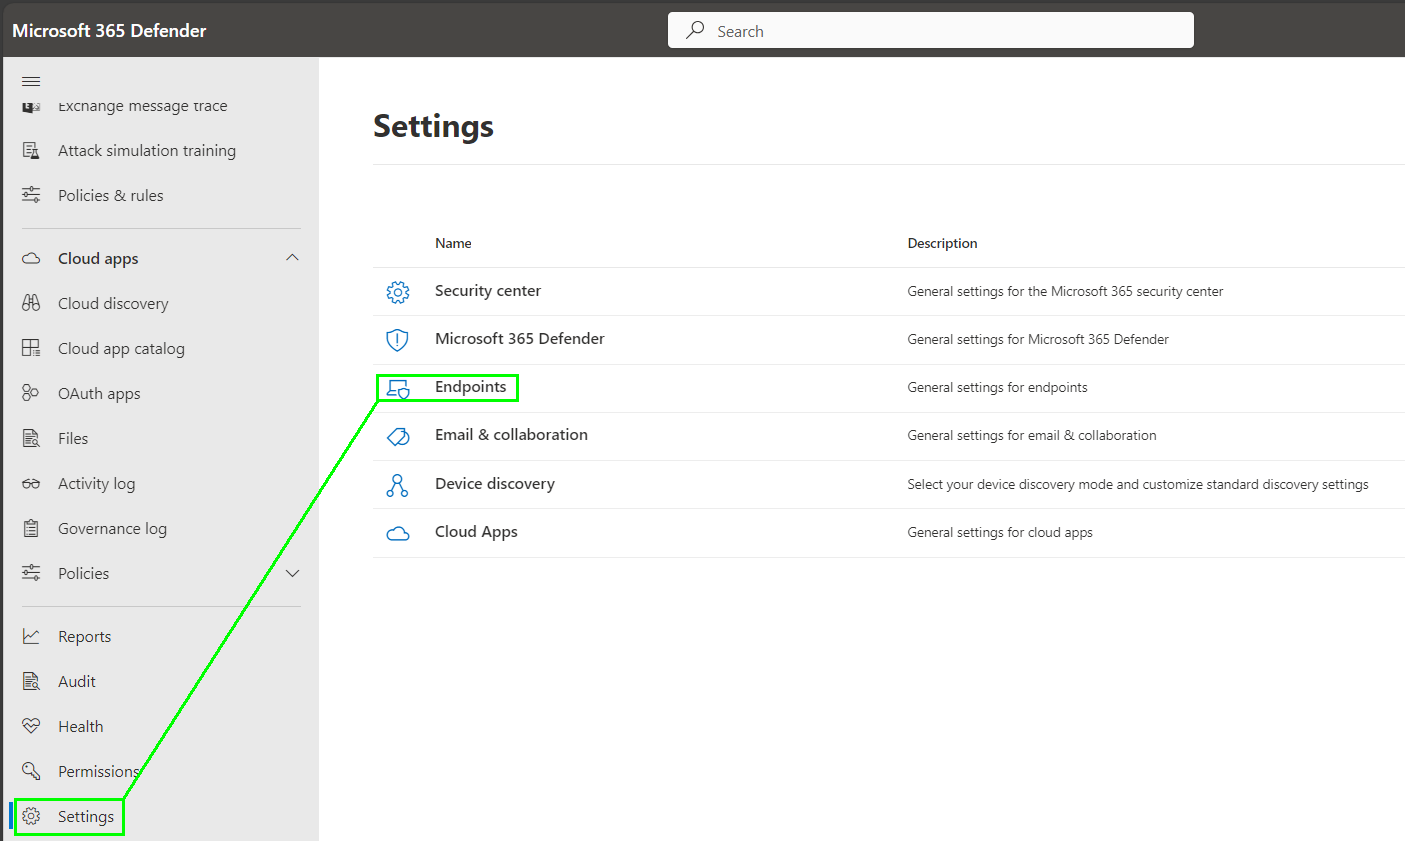 Microsoft 365 Defender
Search
Exchange message trace
Attack simulation training
Policies & rules
Cloud apps
Cloud discovery
Cloud app catalog
OAuth apps
Files
Activity log
Governance log
Policies
Reports
Audit
Health
Permissions
Settings
Settings
Name Description
Security center General settings for the Microsoft 365 security center
Microsoft 365 Defender General settings for Microsoft 365 Defender
Endpoints General settings for endpoints
Email & collaboration General settings for email & collaboration
Device discovery Select your device discovery mode and customize standard discovery settings
Cloud Apps General settings for cloud apps